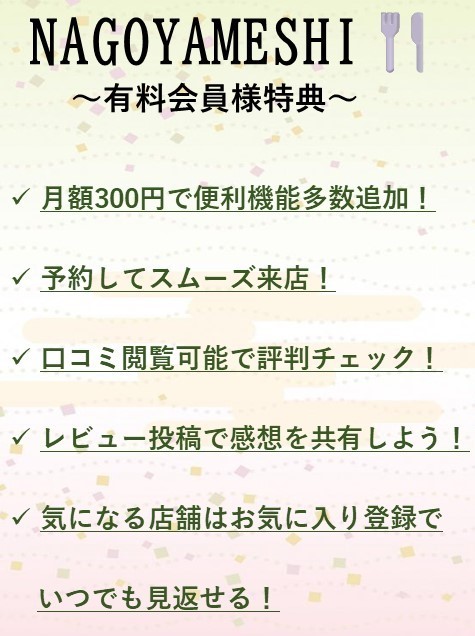 NAGOYAMESHI
～有料会員様特典～
✓ 月額300円で便利機能多数追加！
✓ 予約してスムーズ来店！
✓ 口コミ閲覧可能で評判チェック！
✓ レビュー投稿で感想を共有しよう！
✓ 気になる店舗はお気に入り登録で
いつでも見返せる！